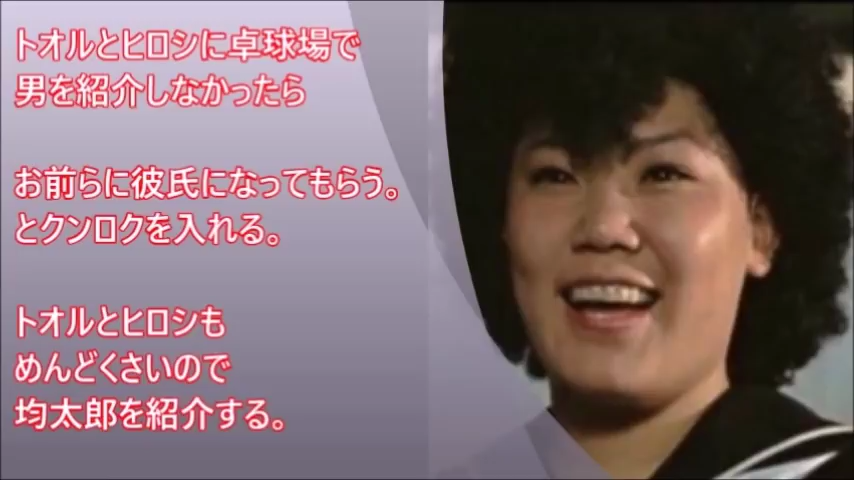 トオルとヒロシに卓球場で
男を紹介しなかったら
お前らに彼氏になってもらう。
とクンロクを入れる。
トオルとヒロシも
めんどくさいので
均太郎を紹介する。